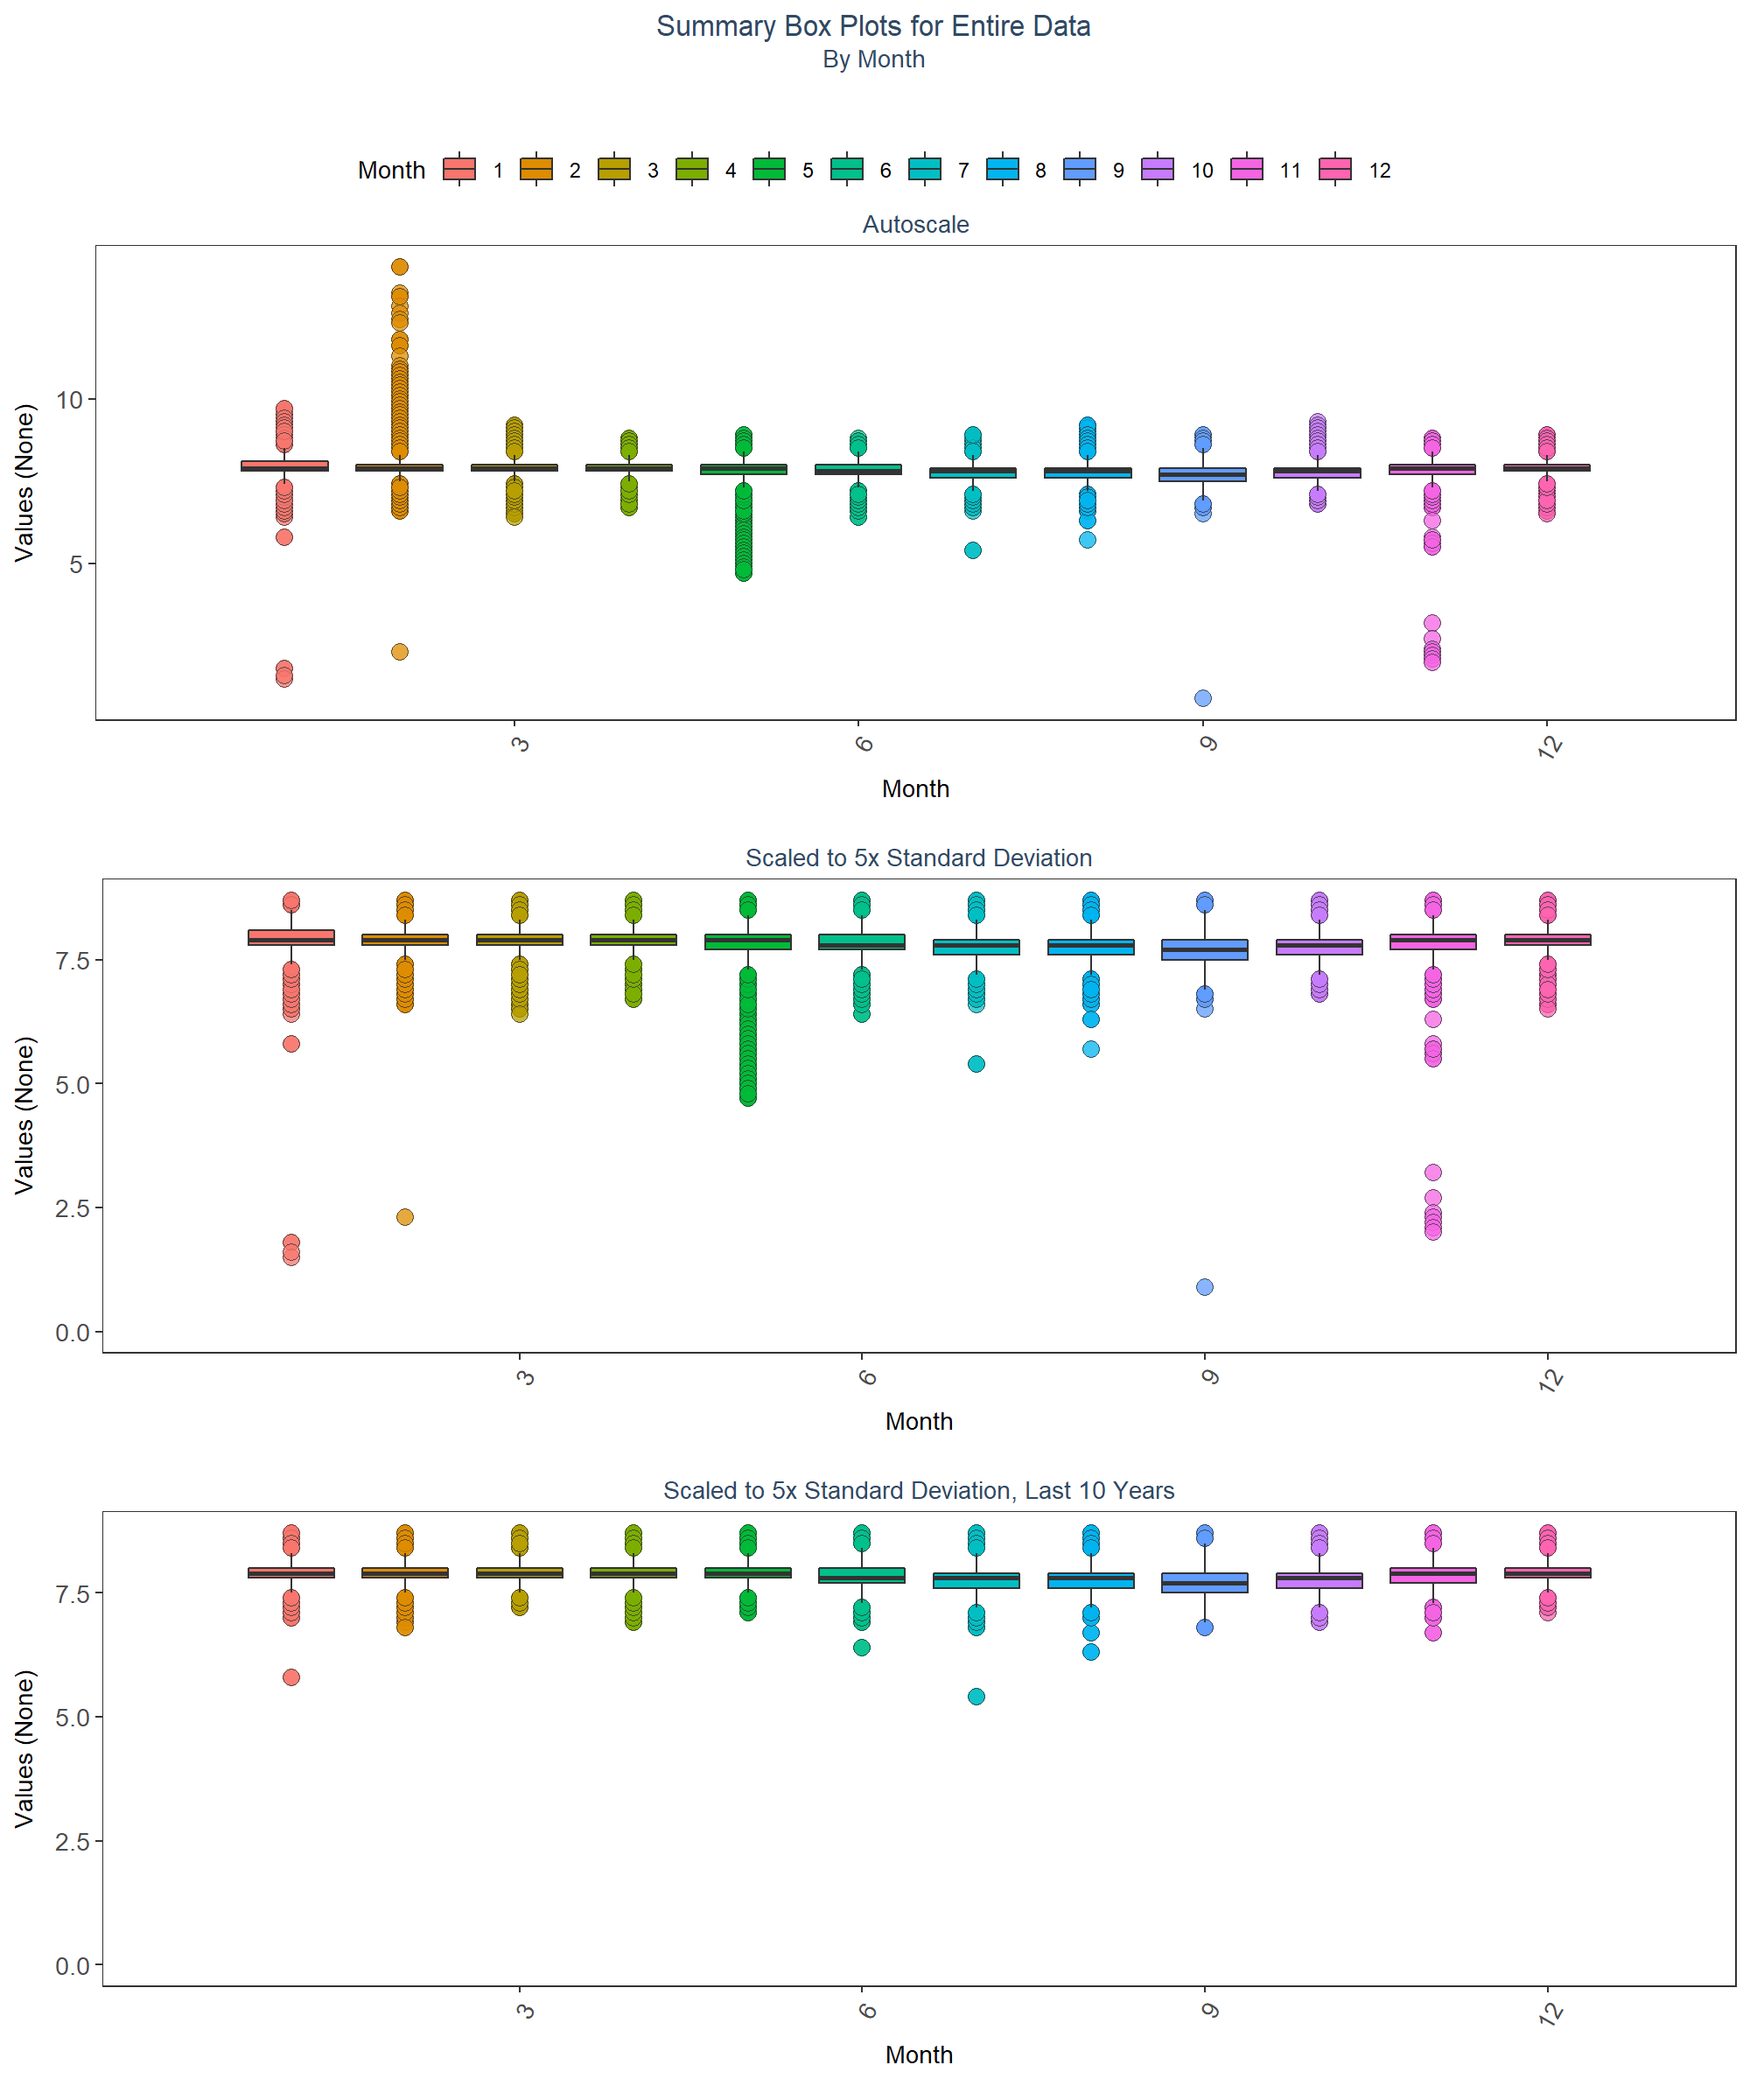 Summary Box Plots for Entire Data
By Month
Month 1 2 3 4 5 6 7 8 9 10 11 12
Autoscale
Values (None)
10
5
3 6 9 12
Month
Scaled to 5x Standard Deviation
Values (None)
7.5
5.0
2.5
0.0
3 6 9 12
Month
Scaled to 5x Standard Deviation, Last 10 Years
Values (None)
7.5
5.0
2.5
0.0
3 6 9 12
Month